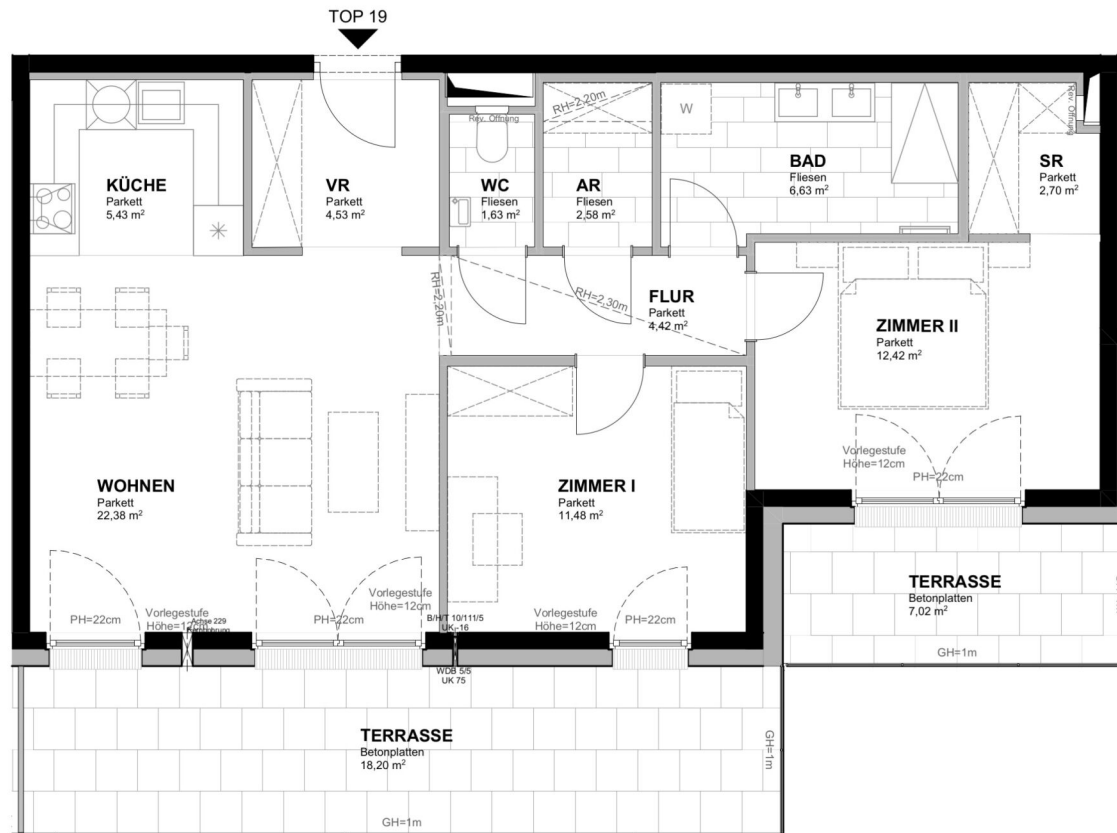 TOP 19
KÜCHE
Parkett
5,43 m²
VR
Parkett
4,53 m²
Rev. Öffnung
WC
Fliesen
1,63 m²
RH=2,20m
AR
Fliesen
2,58 m²
W
BAD
Fliesen
6,63 m²
Rev. Öffnung
SR
Parkett
2,70 m²
RH=2,20m
RH=2,30m
FLUR
Parkett
4,42 m²
ZIMMER II
Parkett
12,42 m²
Vorlegestufe
Höhe=12cm
PH=22cm
WOHNEN
Parkett
22,38 m²
ZIMMER I
Parkett
11,48 m²
PH=22cm
Vorlegestufe
Höhe=12cm
Achse 229
PH=22cm
Vorlegestufe
Höhe=12cm
B/H/T 10/111/5
UK -16
WDB 5/5
UK 75
Vorlegestufe
Höhe=12cm
PH=22cm
TERRASSE
Betonplatten
7,02 m²
GH=1m
TERRASSE
Betonplatten
18,20 m²
GH=1m
GH=1m